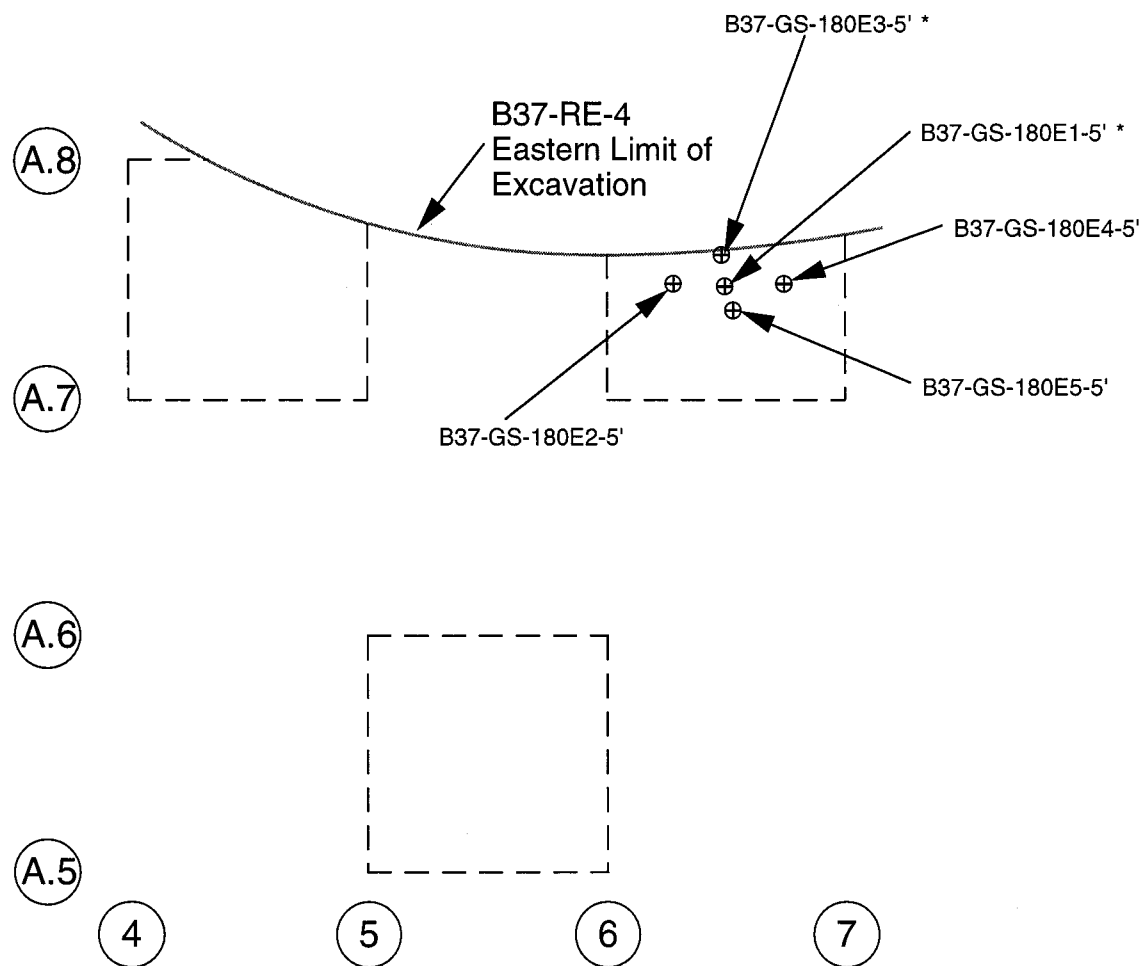 B37-GS-180E3-5' *
B37-RE-4
Eastern Limit of
Excavation
B37-GS-180E1-5' *
A.8
B37-GS-180E4-5'
B37-GS-180E5-5'
A.7
B37-GS-180E2-5'
A.6
A.5
4
5
6
7